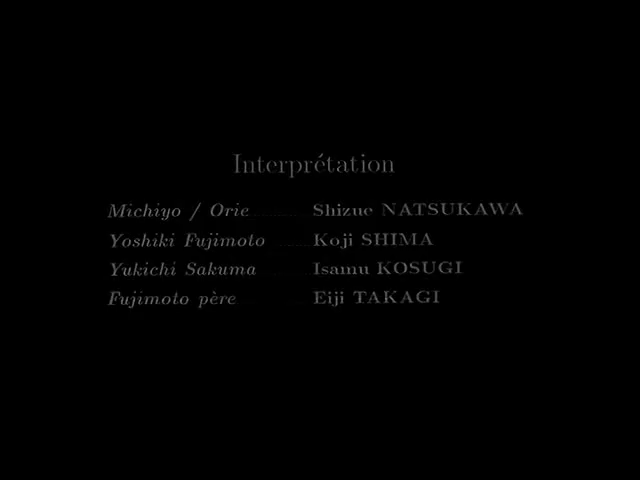 Interprétation
Michiyo / Orie ............ Shizue NATSUKAWA
Yoshiki Fujimoto ....... Koji SHIMA
Yukichi Sakuma ............ Isamu KOSUGI
Fujimoto père ............ Eiji TAKAGI